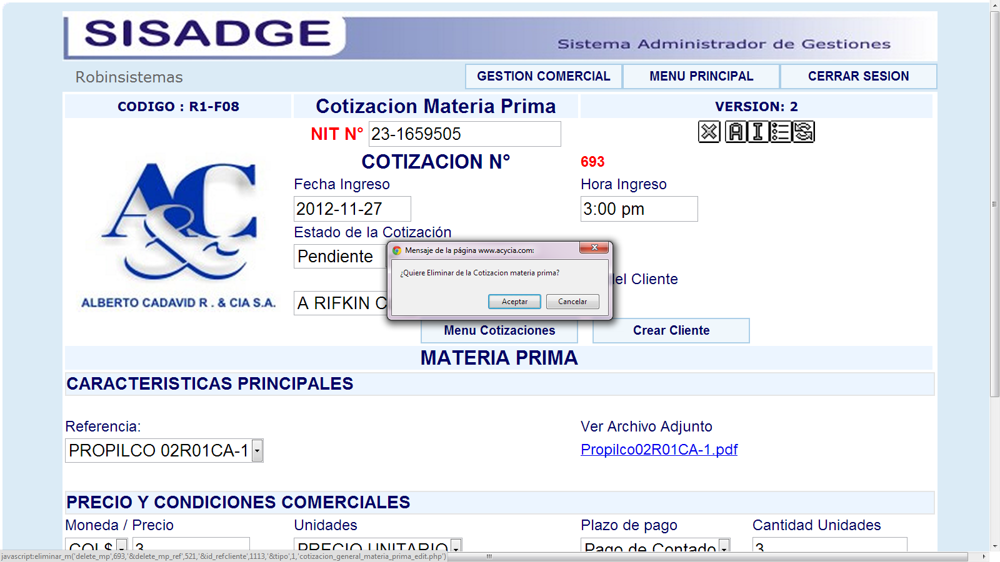 SISADGE
Sistema Administrador de Gestiones
Robinsistemas
GESTION COMERCIAL
MENU PRINCIPAL
CERRAR SESION
CODIGO : R1-F08
Cotizacion Materia Prima
VERSION: 2
NIT N° 23-1659505
A I
COTIZACION N°
693
Fecha Ingreso
Hora Ingreso
2012-11-27
3:00 pm
Estado de la Cotización
Pendiente
A&C
ALBERTO CADAVID R . & CIA S.A.
Mensaje de la página www.acycia.com:
¿Quiere Eliminar de la Cotizacion materia prima?
Aceptar
Cancelar
del Cliente
A RIFKIN C
Menu Cotizaciones
Crear Cliente
MATERIA PRIMA
CARACTERISTICAS PRINCIPALES
Referencia:
Ver Archivo Adjunto
PROPILCO 02R01CA-1
Propilco02R01CA-1.pdf
PRECIO Y CONDICIONES COMERCIALES
Moneda / Precio
Unidades
Plazo de pago
Cantidad Unidades
COL$
3
PRECIO UNITARIO
Pago de Contado
3
javascript:eliminar_m('delete_mp',693,'&delete_mp_ref',521,'&id_refcliente',1113,'&tipo',1,'cotizacion_general_materia_prima_edit.php')